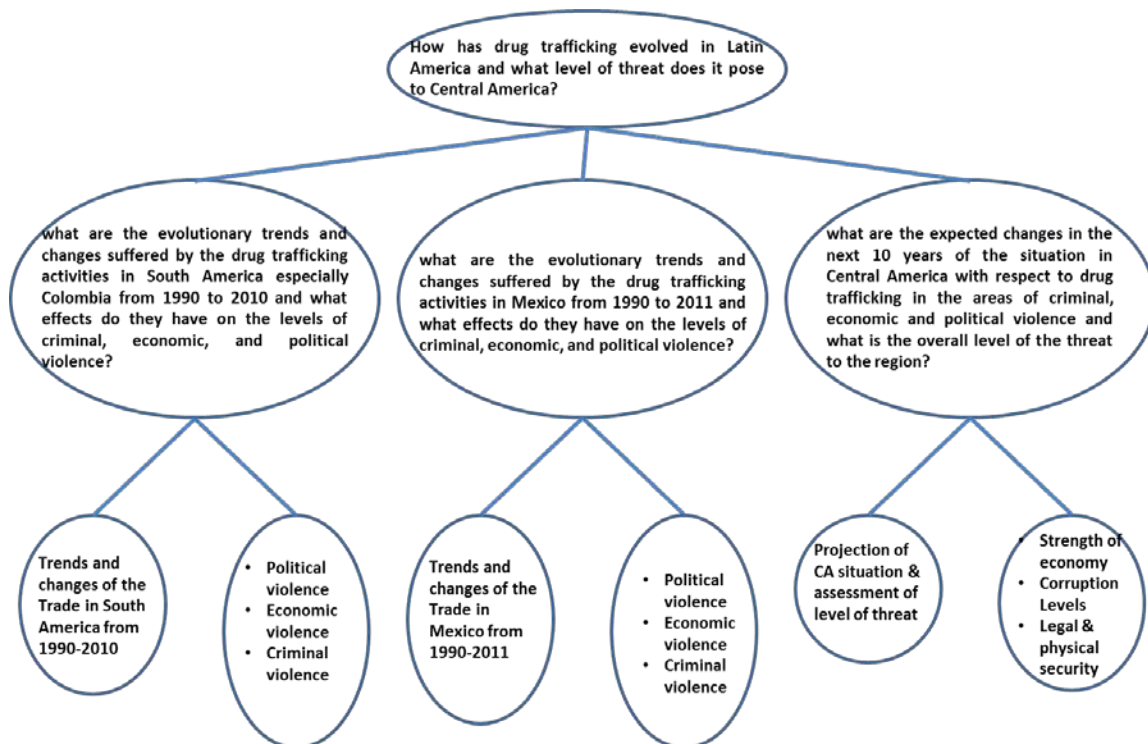 How has drug trafficking evolved in Latin
America and what level of threat does it pose
to Central America?
what are the evolutionary trends and
changes suffered by the drug trafficking
activities in South America especially
Colombia from 1990 to 2010 and what
effects do they have on the levels of
criminal, economic, and political
violence?
what are the evolutionary trends and
changes suffered by the drug trafficking
activities in Mexico from 1990 to 2011 and
what effects do they have on the levels of
criminal, economic, and political violence?
what are the expected changes in the
next 10 years of the situation in
Central America with respect to drug
trafficking in the areas of criminal,
economic and political violence and
what is the overall level of the threat
to the region?
Trends and
changes of the
Trade in South
America from
1990-2010
• Political
violence
• Economic
violence
• Criminal
violence
Trends and
changes of the
Trade in
Mexico from
1990-2011
• Political
violence
• Economic
violence
• Criminal
violence
Projection of
CA situation &
assessment of
level of threat
• Strength of
economy
• Corruption
Levels
• Legal &
physical
security